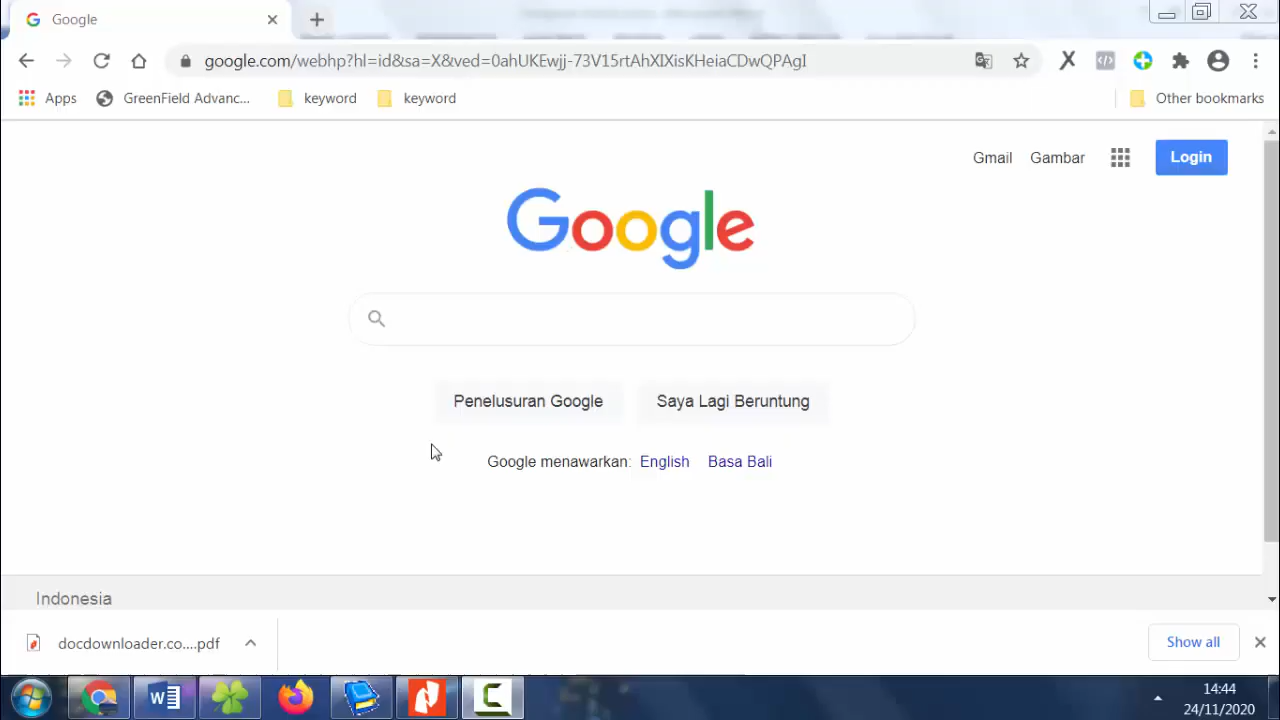 Google
google.com/webhp?hl=id&sa=X&ved=0ahUKEwjj-73V15rtAhXIXisKHeiaCDwQPAgI
Apps GreenField Advanc... keyword keyword Other bookmarks
Gmail Gambar Login
Google
Penelusuran Google Saya Lagi Beruntung
Google menawarkan: English Basa Bali
Indonesia
docdownloader.co....pdf Show all
14:44
24/11/2020